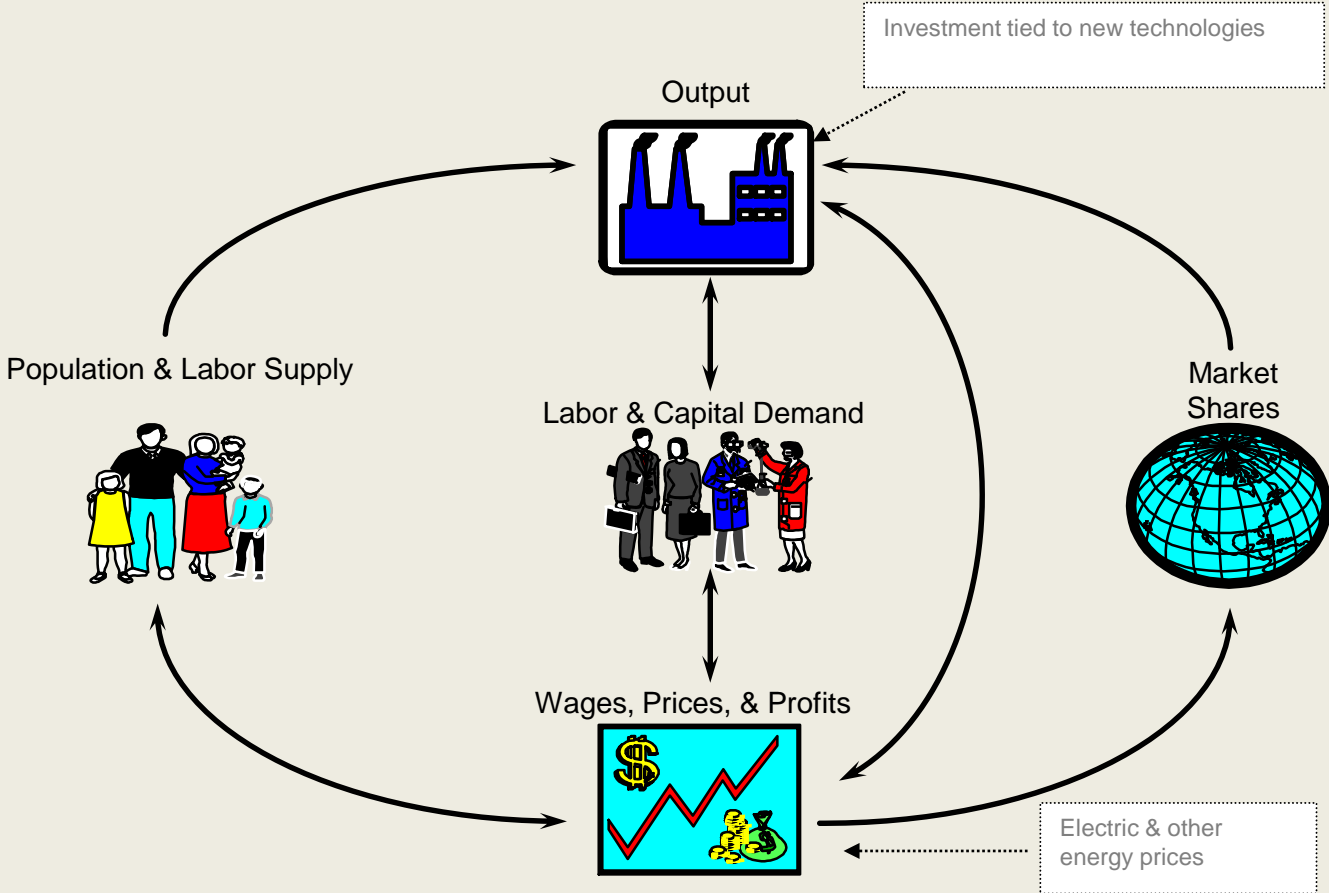 Investment tied to new technologies
Output
Population & Labor Supply
Market
Shares
Labor & Capital Demand
Wages, Prices, & Profits
$
$
Electric & other
energy prices